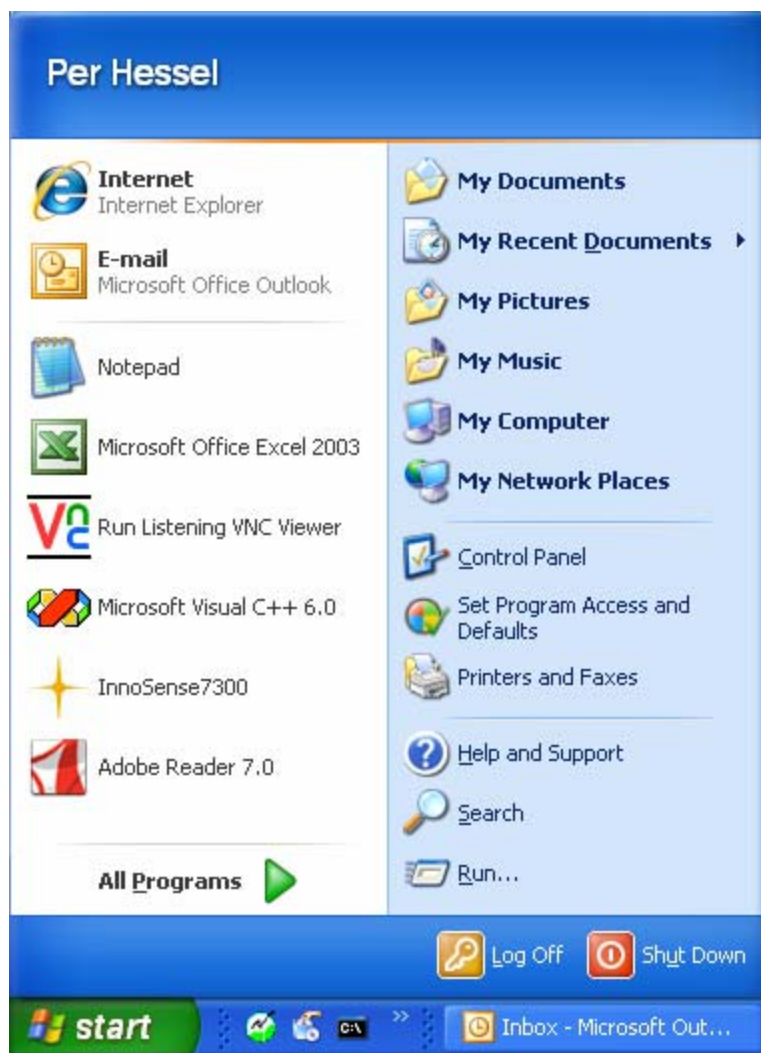 Per Hessel
Internet
Internet Explorer
E-mail
Microsoft Office Outlook
Notepad
Microsoft Office Excel 2003
Run Listening VNC Viewer
Microsoft Visual C++ 6.0
InnoSense7300
Adobe Reader 7.0
All Programs
My Documents
My Recent Documents
My Pictures
My Music
My Computer
My Network Places
Control Panel
Set Program Access and
Defaults
Printers and Faxes
Help and Support
Search
Run...
Log Off
Shut Down
start
C:\
Inbox - Microsoft Out...